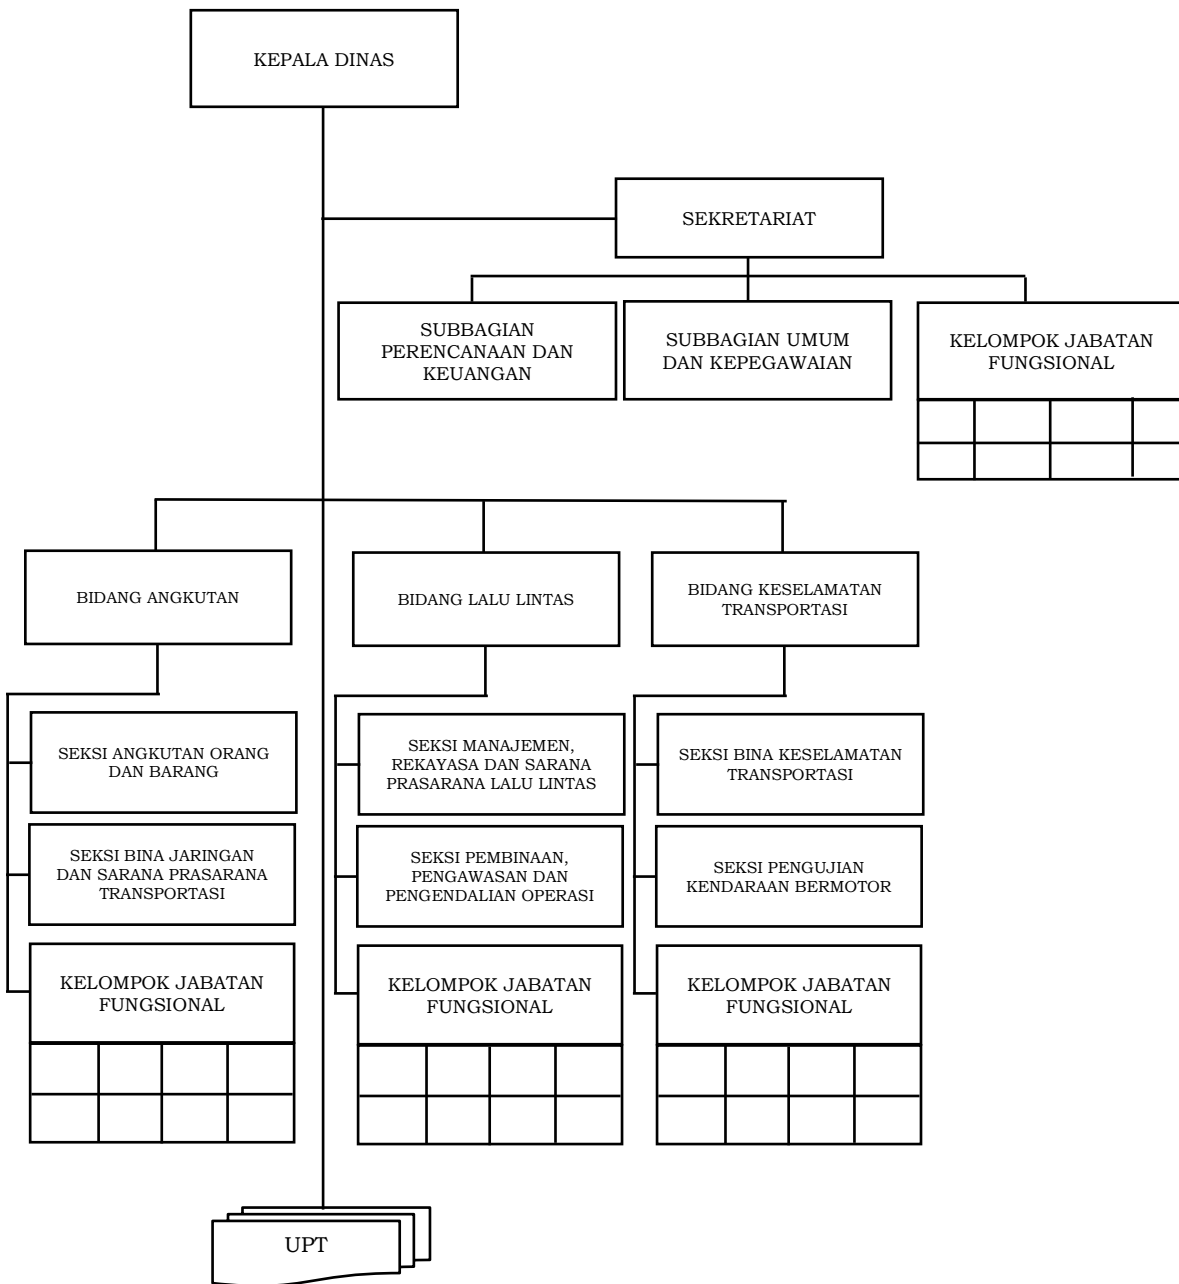 KEPALA DINAS
SEKRETARIAT
SUBBAGIAN
PERENCANAAN DAN
KEUANGAN
SUBBAGIAN UMUM
DAN KEPEGAWAIAN
KELOMPOK JABATAN
FUNGSIONAL
BIDANG ANGKUTAN
BIDANG LALU LINTAS
BIDANG KESELAMATAN
TRANSPORTASI
SEKSI ANGKUTAN ORANG
DAN BARANG
SEKSI MANAJEMEN,
REKAYASA DAN SARANA
PRASARANA LALU LINTAS
SEKSI BINA KESELAMATAN
TRANSPORTASI
SEKSI BINA JARINGAN
DAN SARANA PRASARANA
TRANSPORTASI
SEKSI PEMBINAAN,
PENGAWASAN DAN
PENGENDALIAN OPERASI
SEKSI PENGUJIAN
KENDARAAN BERMOTOR
KELOMPOK JABATAN
FUNGSIONAL
KELOMPOK JABATAN
FUNGSIONAL
KELOMPOK JABATAN
FUNGSIONAL
UPT